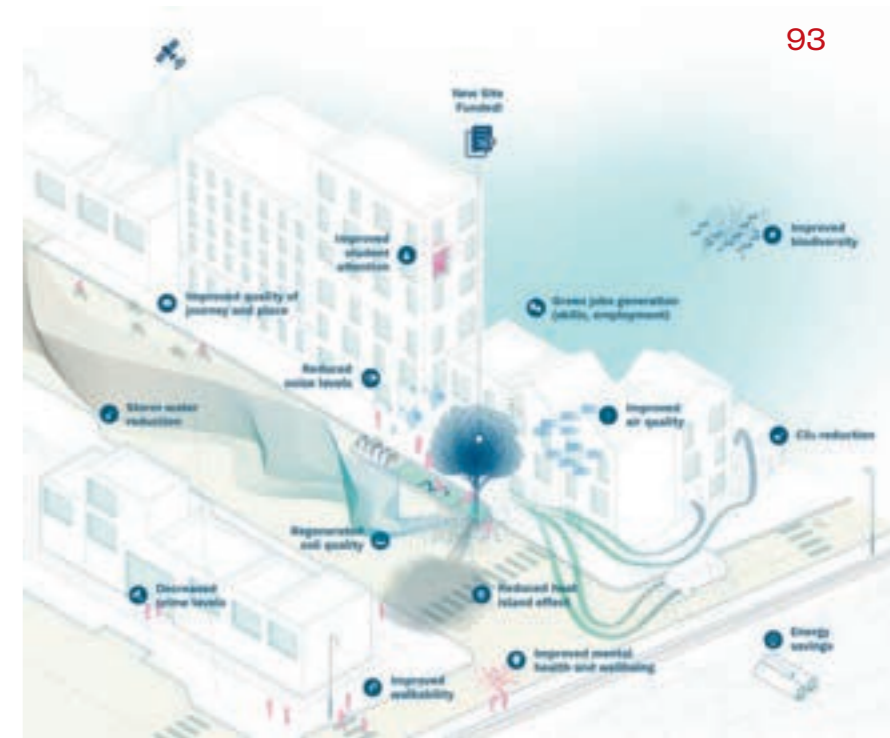 93
New Site
Funded!
Improved
student
attention
Improved
biodiversity
Improved quality of
journey and place
Green jobs generation
(skills, employment)
Reduced
noise levels
Storm water
reduction
Improved
air quality
CO₂ reduction
Regenerated
soil quality
Decreased
crime levels
Reduced heat
island effect
Improved mental
health and wellbeing
Energy
savings
Improved
walkability